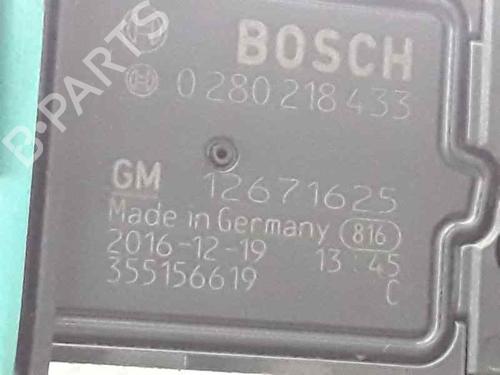 B-PARTS
BOSCH
0 280 218 433
GM 12671625
Made in Germany 816
2016-12-19 13:45
355156619 C